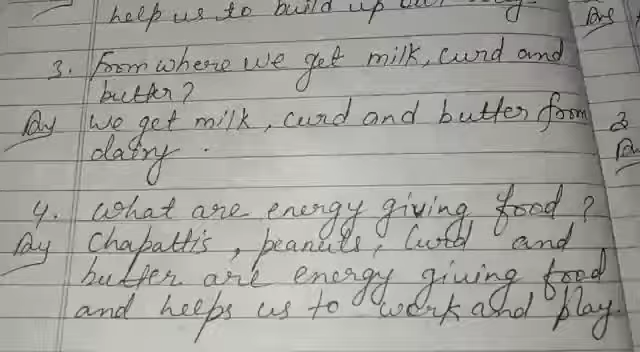 help us to build up our
Ans
3. From where we get milk, curd and
butter?
Ans We get milk, curd and butter from
dairy.
2
4. What are energy giving food?
Ans Chapattis, peanuts, Curd and
butter are energy giving food
and helps us to work and play.